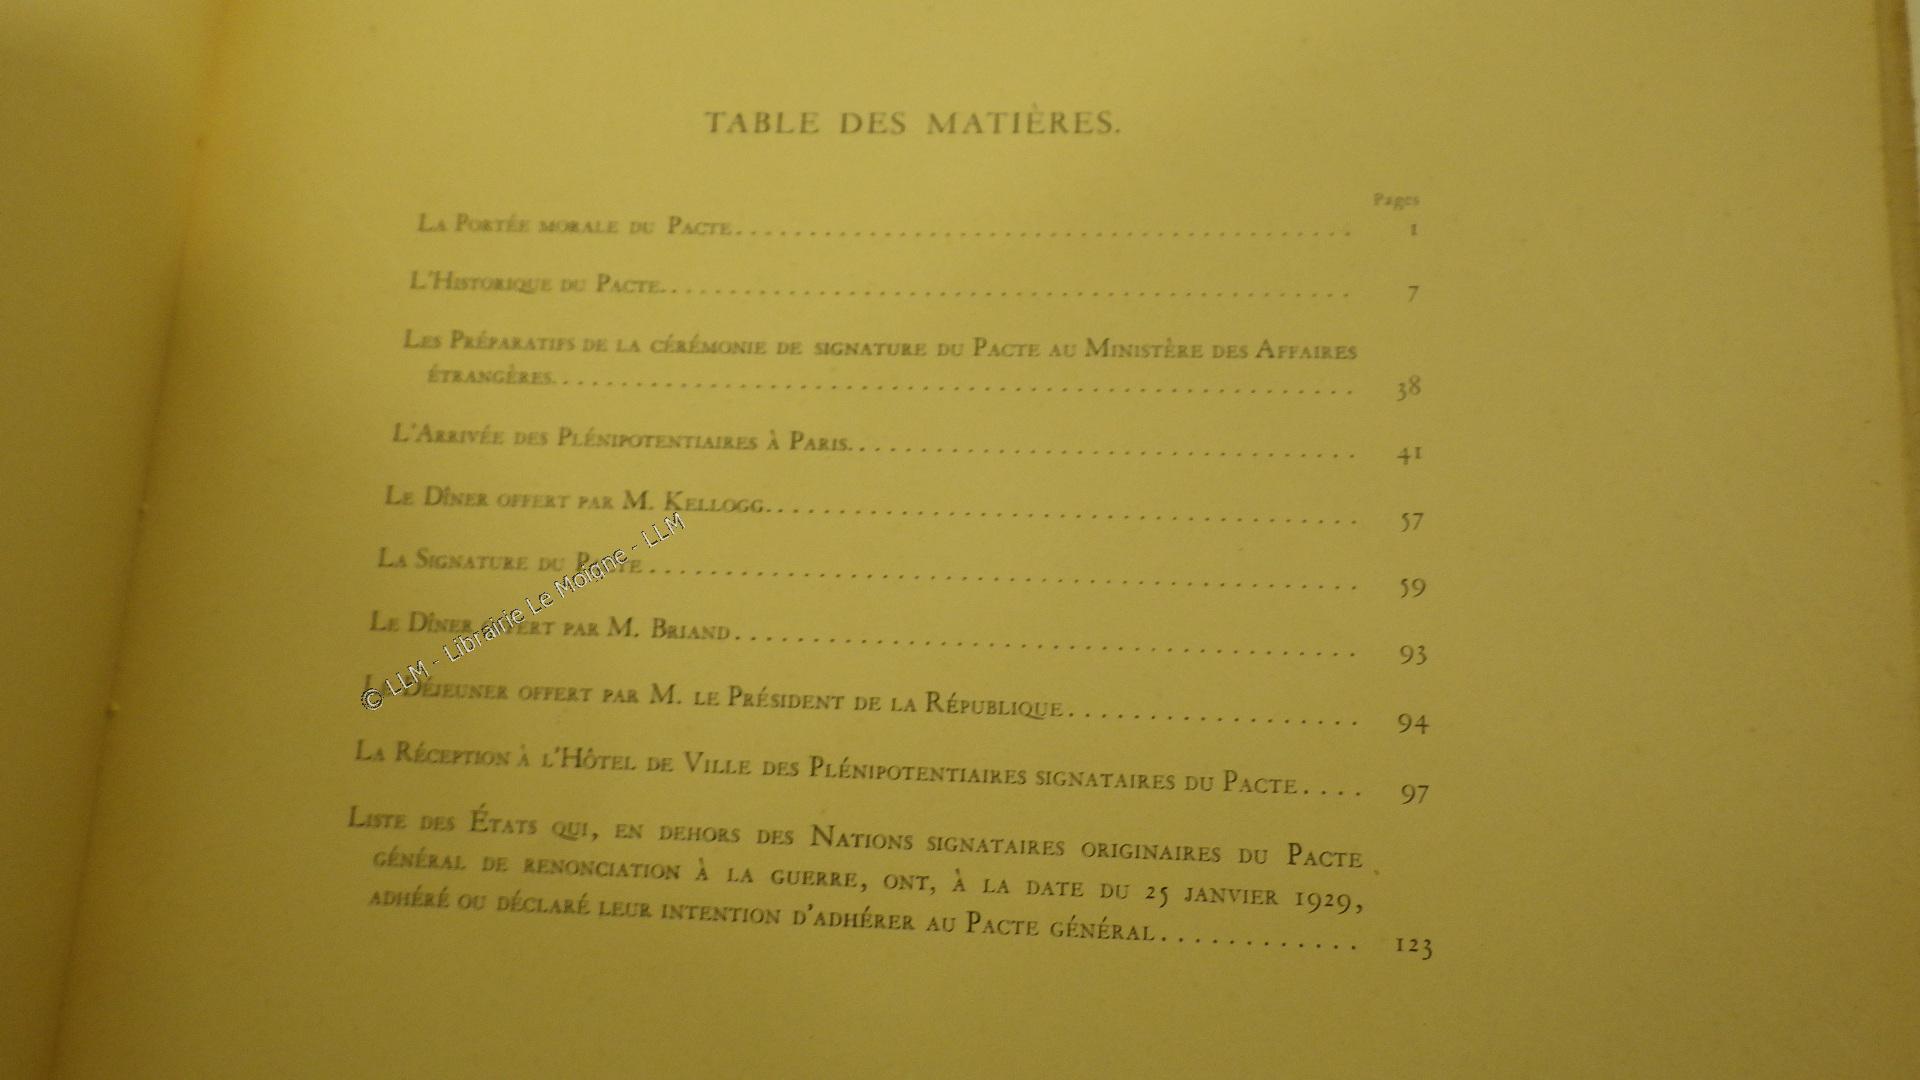 TABLE DES MATIÈRES.
Pages
LA PORTÉE MORALE DU PACTE........................................ 1
L'HISTORIQUE DU PACTE............................................ 7
LES PRÉPARATIFS DE LA CÉRÉMONIE DE SIGNATURE DU PACTE AU MINISTÈRE DES AFFAIRES
ÉTRANGÈRES.................................................... 38
L'ARRIVÉE DES PLÉNIPOTENTIAIRES À PARIS.................................. 41
LE DÎNER OFFERT PAR M. KELLOGG........................................ 57
LA SIGNATURE DU PACTE............................................... 59
LE DÎNER OFFERT PAR M. BRIAND......................................... 93
LE DÉJEUNER OFFERT PAR M. LE PRÉSIDENT DE LA RÉPUBLIQUE................... 94
LA RÉCEPTION À L'HÔTEL DE VILLE DES PLÉNIPOTENTIAIRES SIGNATAIRES DU PACTE.... 97
LISTE DES ÉTATS QUI, EN DEHORS DES NATIONS SIGNATAIRES ORIGINAIRES DU PACTE
GÉNÉRAL DE RENONCIATION À LA GUERRE, ONT, À LA DATE DU 25 JANVIER 1929,
ADHÉRÉ OU DÉCLARÉ LEUR INTENTION D'ADHÉRER AU PACTE GÉNÉRAL............. 123
© LLM - Librairie Le Moigne - LLM